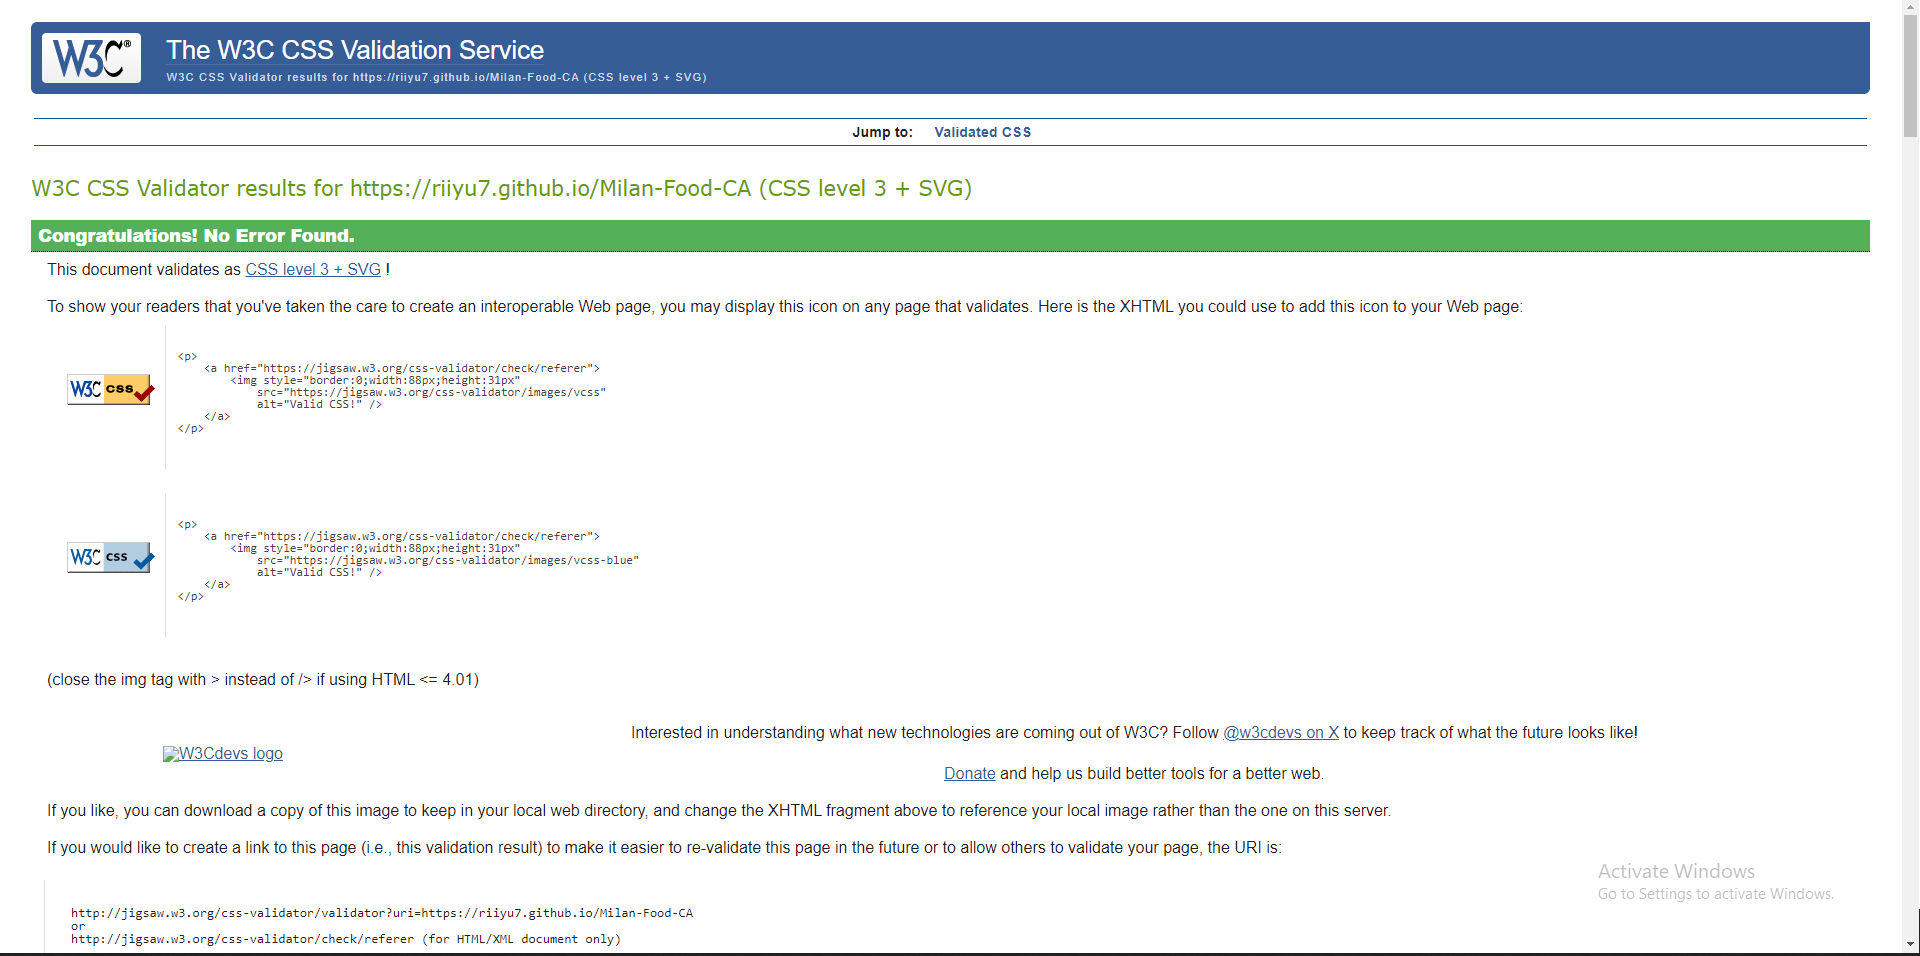 W3C®
The W3C CSS Validation Service
W3C CSS Validator results for https://riiyu7.github.io/Milan-Food-CA (CSS level 3 + SVG)
Jump to: Validated CSS
W3C CSS Validator results for https://riiyu7.github.io/Milan-Food-CA (CSS level 3 + SVG)
Congratulations! No Error Found.
This document validates as CSS level 3 + SVG !
To show your readers that you've taken the care to create an interoperable Web page, you may display this icon on any page that validates. Here is the XHTML you could use to add this icon to your Web page:
W3C css
<p>
<a href="https://jigsaw.w3.org/css-validator/check/referer">
<img style="border:0;width:88px;height:31px"
src="https://jigsaw.w3.org/css-validator/images/vcss"
alt="Valid CSS!" />
</a>
</p>
W3C css
<p>
<a href="https://jigsaw.w3.org/css-validator/check/referer">
<img style="border:0;width:88px;height:31px"
src="https://jigsaw.w3.org/css-validator/images/vcss-blue"
alt="Valid CSS!" />
</a>
</p>
(close the img tag with > instead of /> if using HTML <= 4.01)
W3Cdevs logo
Interested in understanding what new technologies are coming out of W3C? Follow @w3cdevs on X to keep track of what the future looks like!
Donate and help us build better tools for a better web.
If you like, you can download a copy of this image to keep in your local web directory, and change the XHTML fragment above to reference your local image rather than the one on this server.
If you would like to create a link to this page (i.e., this validation result) to make it easier to re-validate this page in the future or to allow others to validate your page, the URI is:
http://jigsaw.w3.org/css-validator/validator?uri=https://riiyu7.github.io/Milan-Food-CA
or
http://jigsaw.w3.org/css-validator/check/referer (for HTML/XML document only)
Activate Windows
Go to Settings to activate Windows.